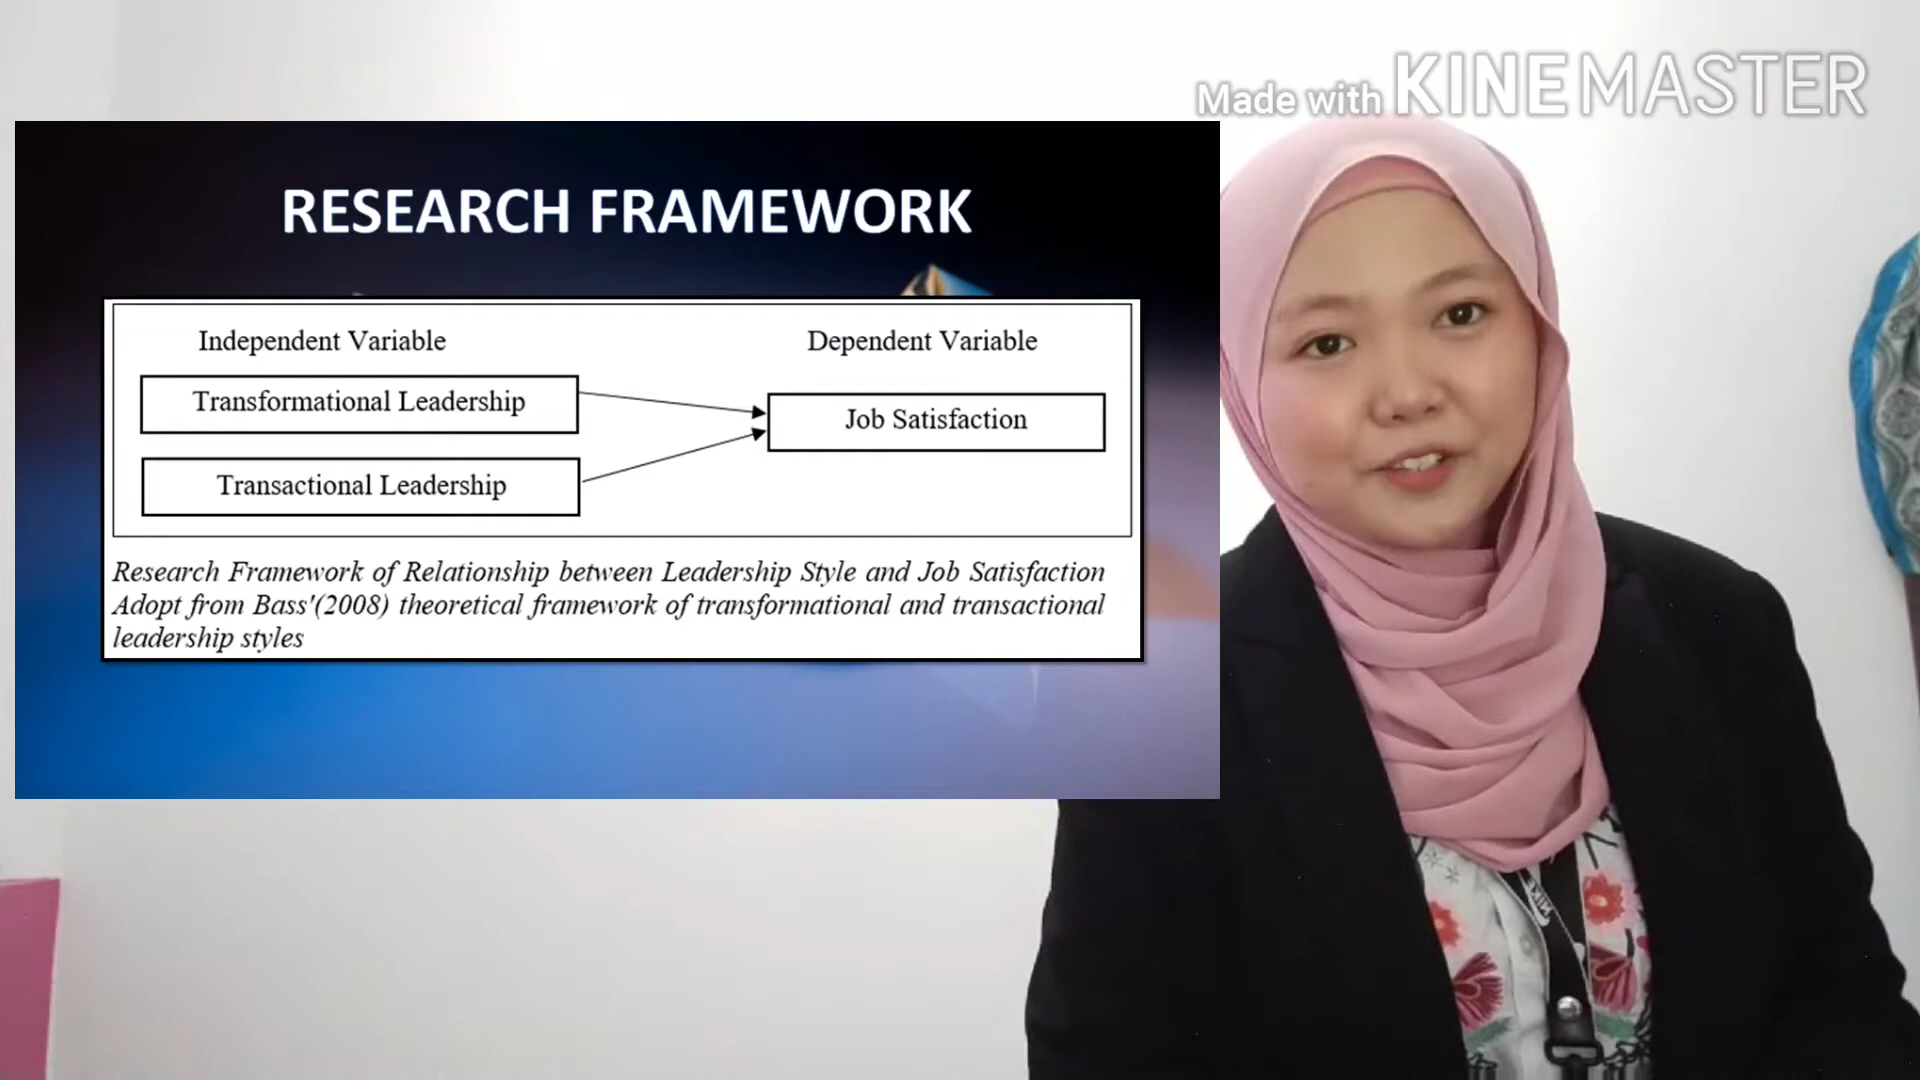 Made with KINEMASTER
RESEARCH FRAMEWORK
Independent Variable
Dependent Variable
Transformational Leadership
Job Satisfaction
Transactional Leadership
Research Framework of Relationship between Leadership Style and Job Satisfaction
Adopt from Bass'(2008) theoretical framework of transformational and transactional
leadership styles